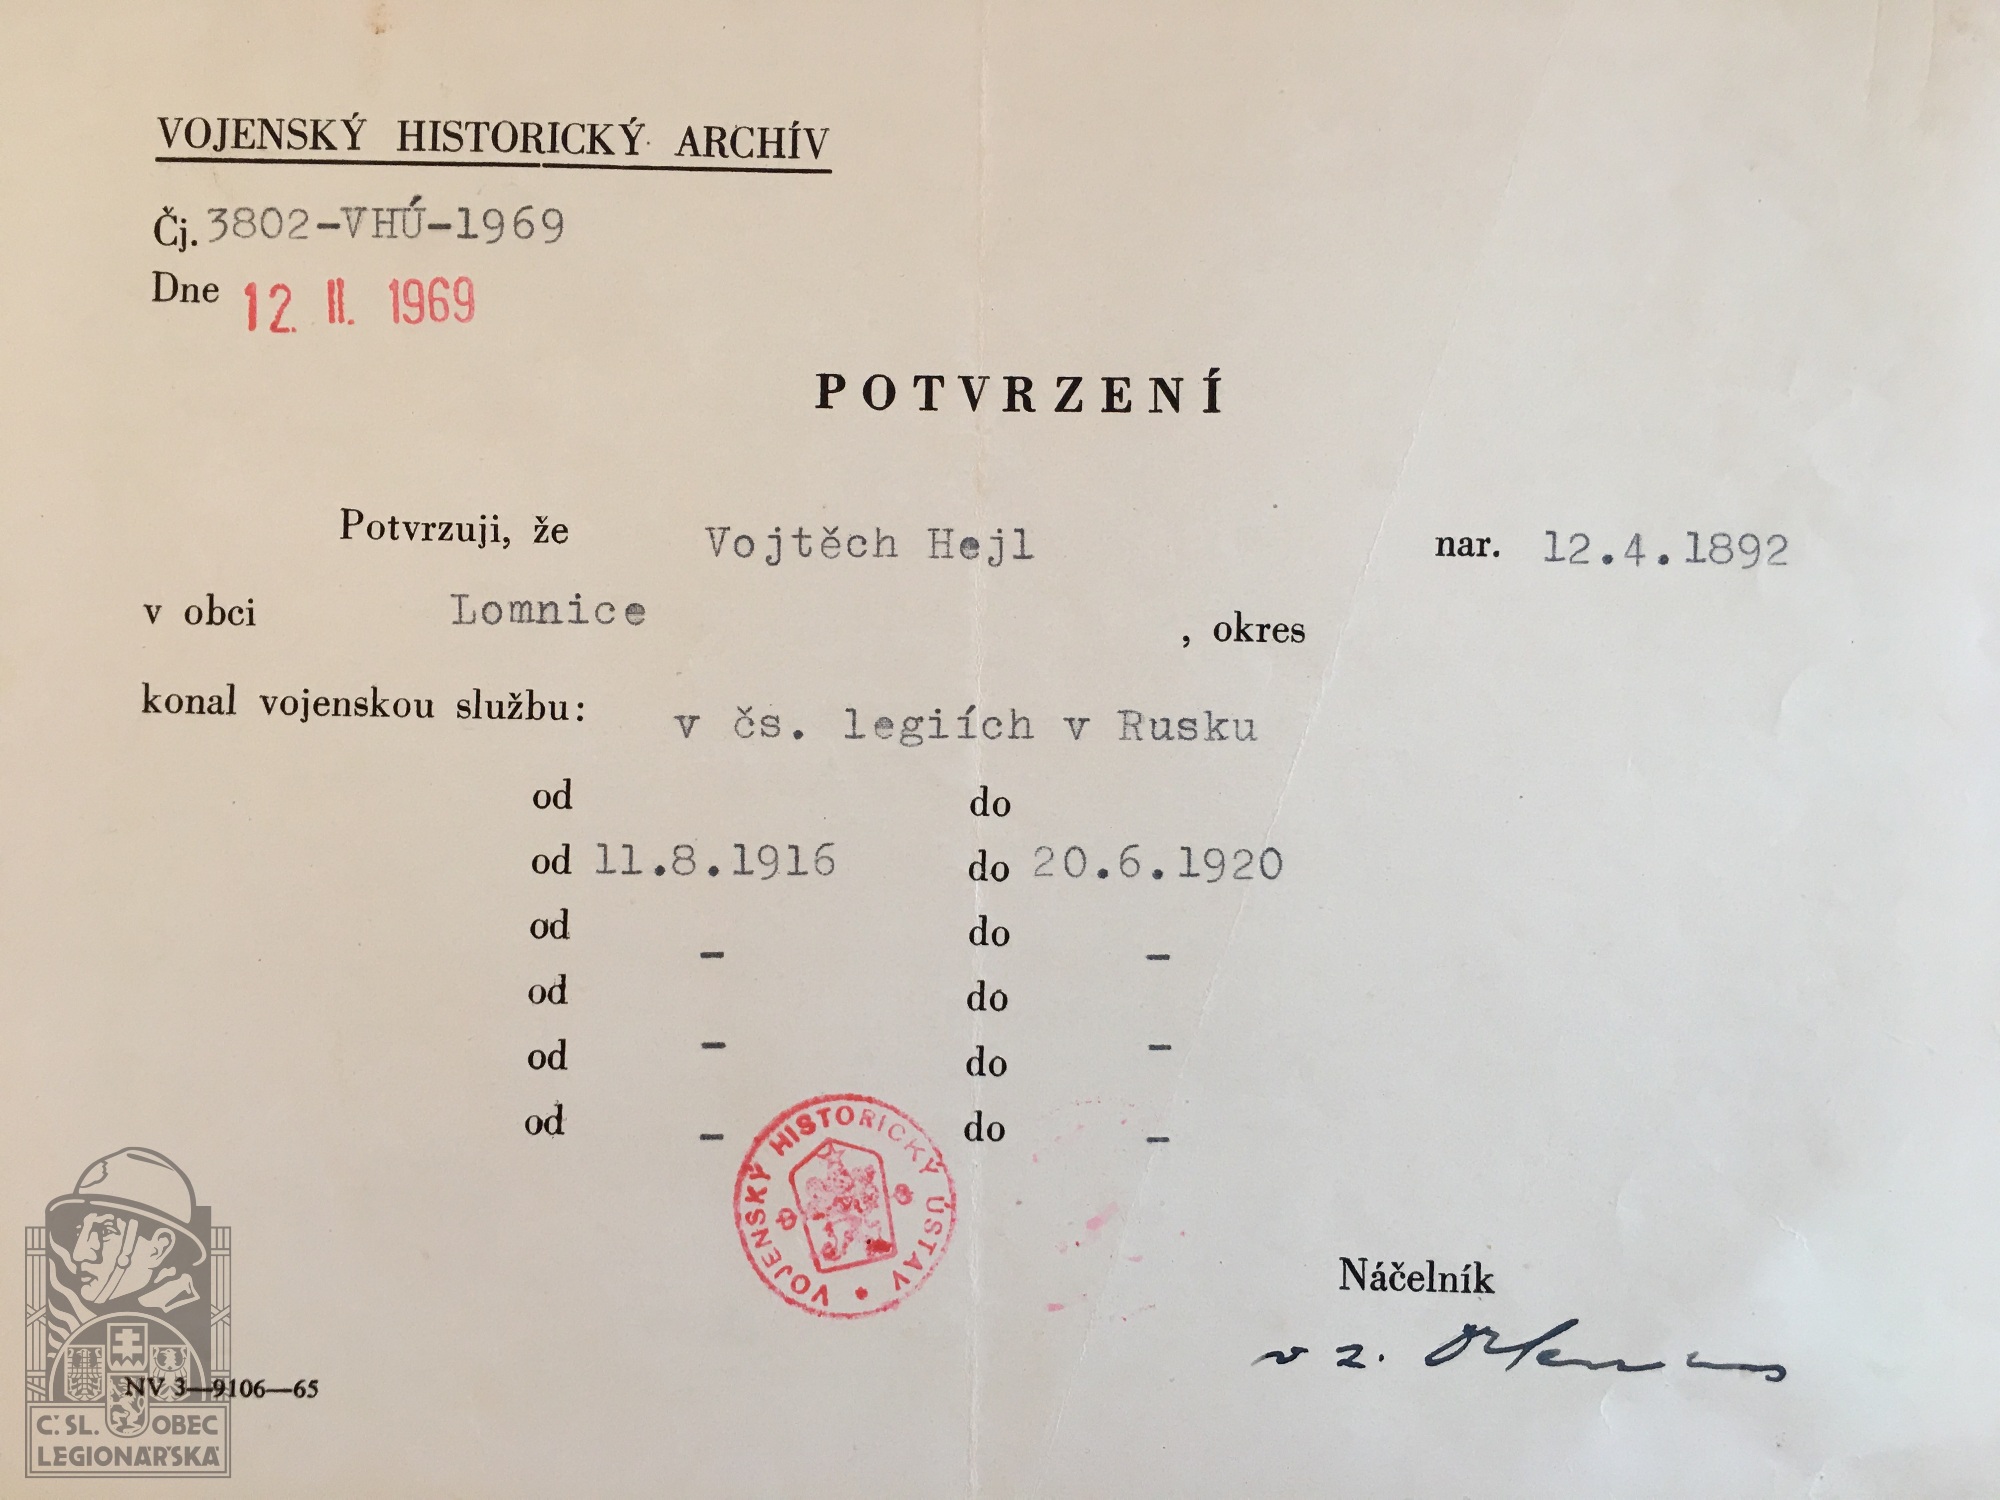 VOJENSKÝ HISTORICKÝ ARCHÍV
Čj. 3802-VHÚ-1969
Dne 12. II. 1969
POTVRZENÍ
Potvrzuji, že Vojtěch Hejl nar. 12.4.1892
v obci Lomnice , okres
konal vojenskou službu: v čs. legiích v Rusku
od do
od 11.8.1916 do 20.6.1920
od - do -
od do
od - do -
od - do -
VOJENSKÝ HISTORICKÝ ÚSTAV
Náčelník
v z.
NV 3—9106—65
Č.SL. OBEC
LEGIONÁŘSKÁ